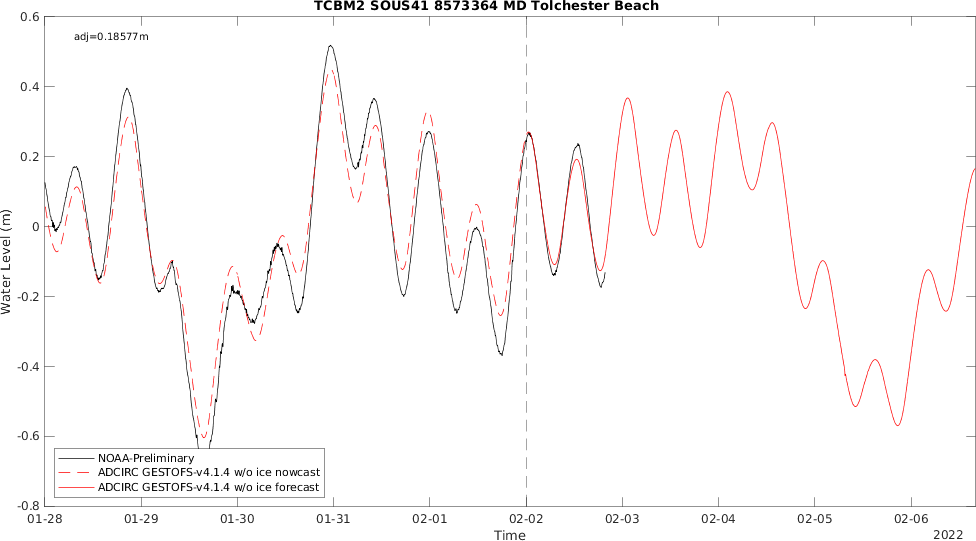 TCBM2 SOUS41 8573364 MD Tolchester Beach
adj=0.18577m
0.6
0.4
0.2
0
-0.2
-0.4
-0.6
-0.8
Water Level (m)
NOAA-Preliminary
ADCIRC GESTOFS-v4.1.4 w/o ice nowcast
ADCIRC GESTOFS-v4.1.4 w/o ice forecast
01-28 01-29 01-30 01-31 02-01 02-02 02-03 02-04 02-05 02-06
Time
2022